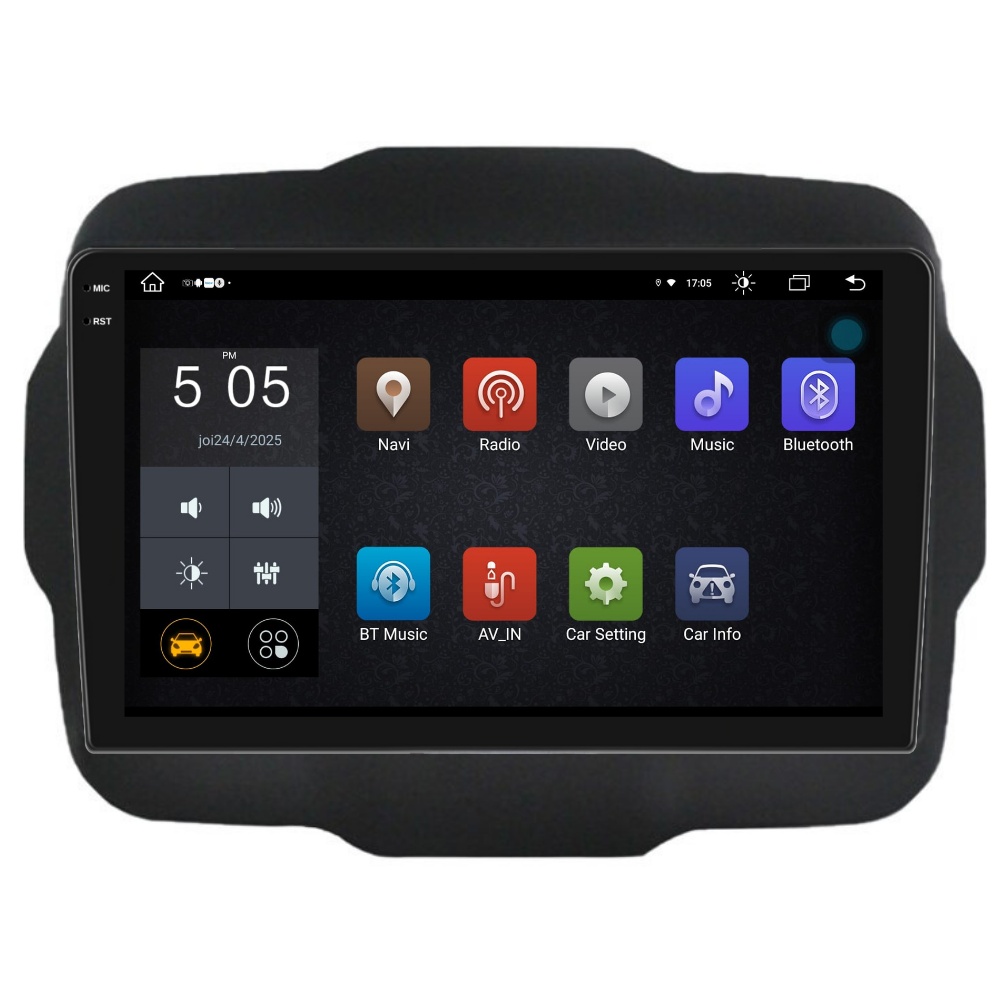 MIC
RST
17:05
PM
5 05
joi24/4/2025
Navi
Radio
Video
Music
Bluetooth
BT Music
AV_IN
Car Setting
Car Info